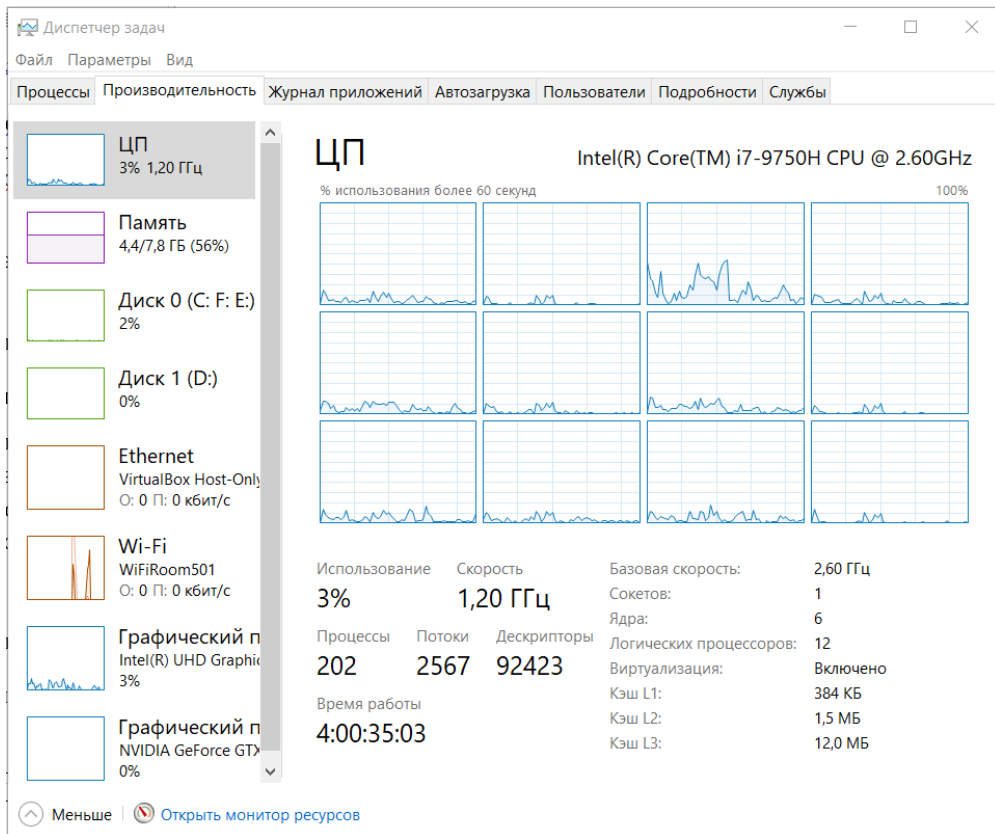 Диспетчер задач
Файл Параметры Вид
Процессы Производительность Журнал приложений Автозагрузка Пользователи Подробности Службы
ЦП
3% 1,20 ГГц
Память
4,4/7,8 ГБ (56%)
Диск 0 (C: F: E:)
2%
Диск 1 (D:)
0%
Ethernet
VirtualBox Host-Only
О: 0 П: 0 кбит/с
Wi-Fi
WiFiRoom501
О: 0 П: 0 кбит/с
Графический п
Intel(R) UHD Graphic
3%
Графический п
NVIDIA GeForce GTX
0%
ЦП
Intel(R) Core(TM) i7-9750H CPU @ 2.60GHz
% использования более 60 секунд
100%
Использование Скорость
3% 1,20 ГГц
Процессы Потоки Дескрипторы
202 2567 92423
Время работы
4:00:35:03
Базовая скорость: 2,60 ГГц
Сокетов: 1
Ядра: 6
Логических процессоров: 12
Виртуализация: Включено
Кэш L1: 384 КБ
Кэш L2: 1,5 МБ
Кэш L3: 12,0 МБ
Меньше Открыть монитор ресурсов